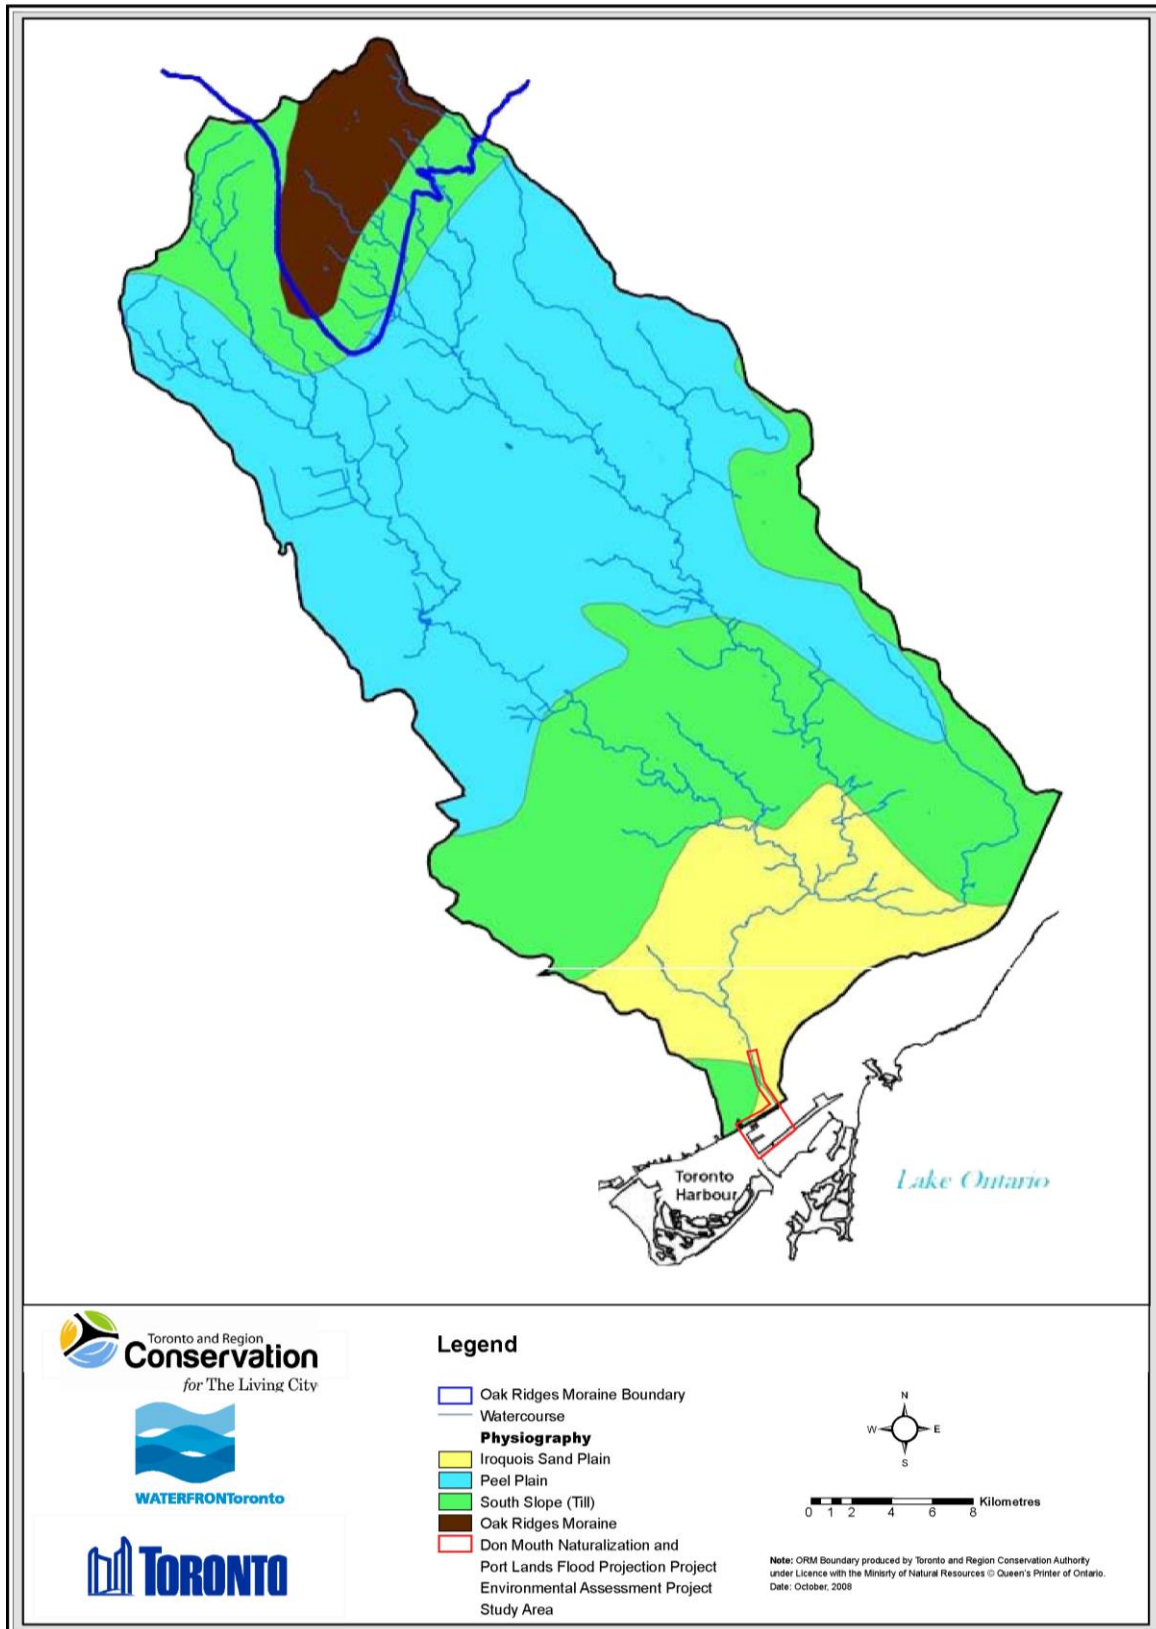 Toronto
Harbour
Lake Ontario
Toronto and Region
Conservation
for The Living City
WATERFRONToronto
TORONTO
Legend
Oak Ridges Moraine Boundary
Watercourse
Physiography
Iroquois Sand Plain
Peel Plain
South Slope (Till)
Oak Ridges Moraine
Don Mouth Naturalization and
Port Lands Flood Projection Project
Environmental Assessment Project
Study Area
N
W E
S
Kilometres
0 1 2 4 6 8
Note: ORM Boundary produced by Toronto and Region Conservation Authority
under Licence with the Minisrty of Natural Resources © Queen's Printer of Ontario.
Date: October, 2008